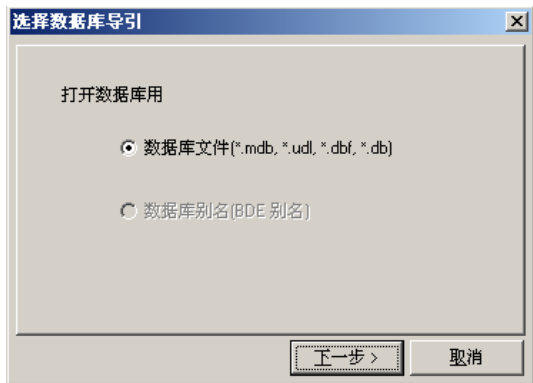 选择数据库导引
打开数据库用
数据库文件(*.mdb, *.udl, *.dbf, *.db)
数据库别名(BDE 别名)
下一步 > 取消